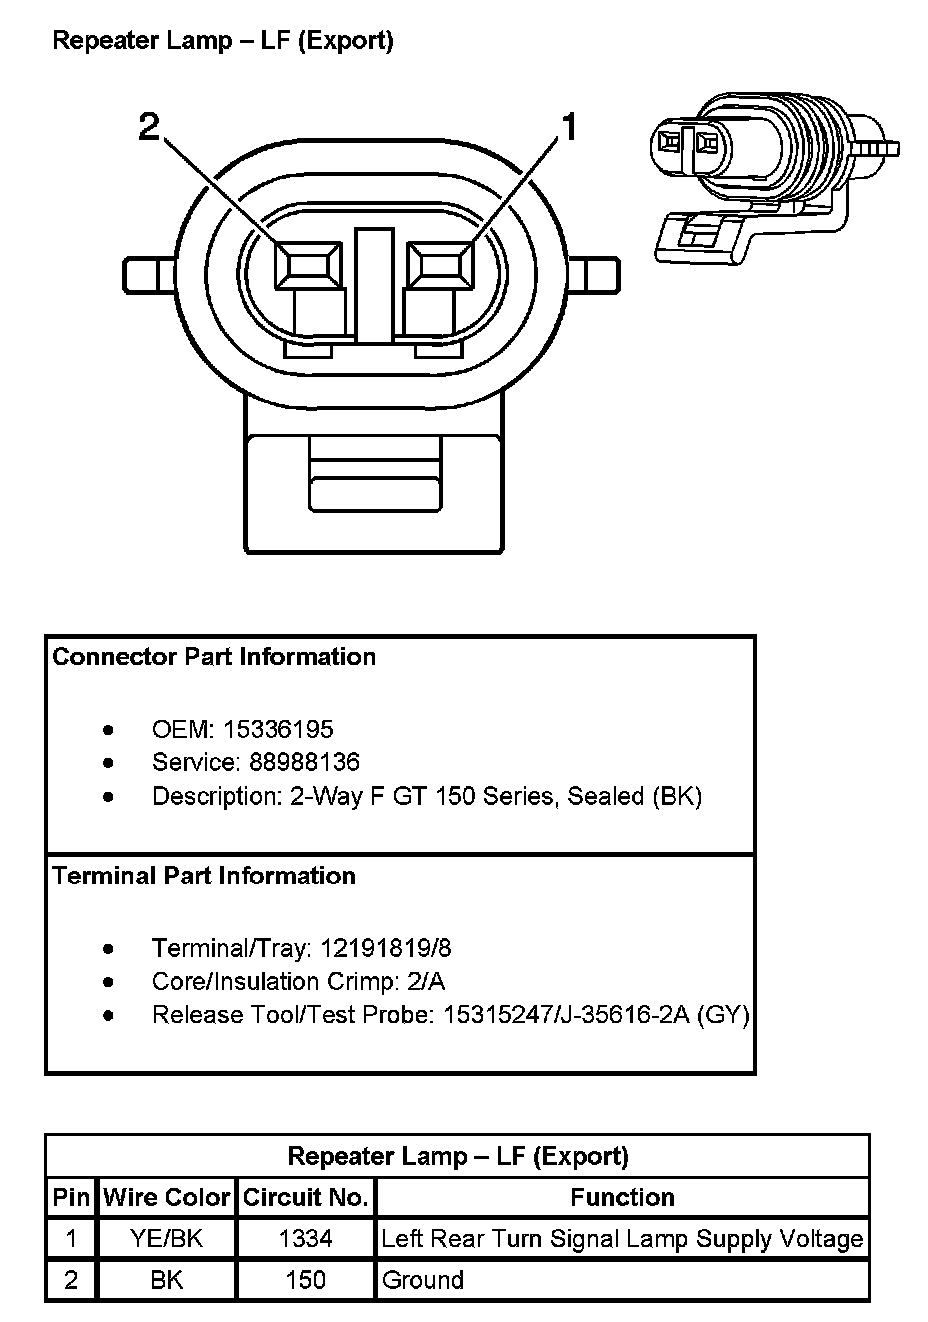 Repeater Lamp – LF (Export)
2
1
Connector Part Information
• OEM: 15336195
• Service: 88988136
• Description: 2-Way F GT 150 Series, Sealed (BK)
Terminal Part Information
• Terminal/Tray: 12191819/8
• Core/Insulation Crimp: 2/A
• Release Tool/Test Probe: 15315247/J-35616-2A (GY)
Repeater Lamp – LF (Export)
Pin Wire Color Circuit No. Function
1 YE/BK 1334 Left Rear Turn Signal Lamp Supply Voltage
2 BK 150 Ground